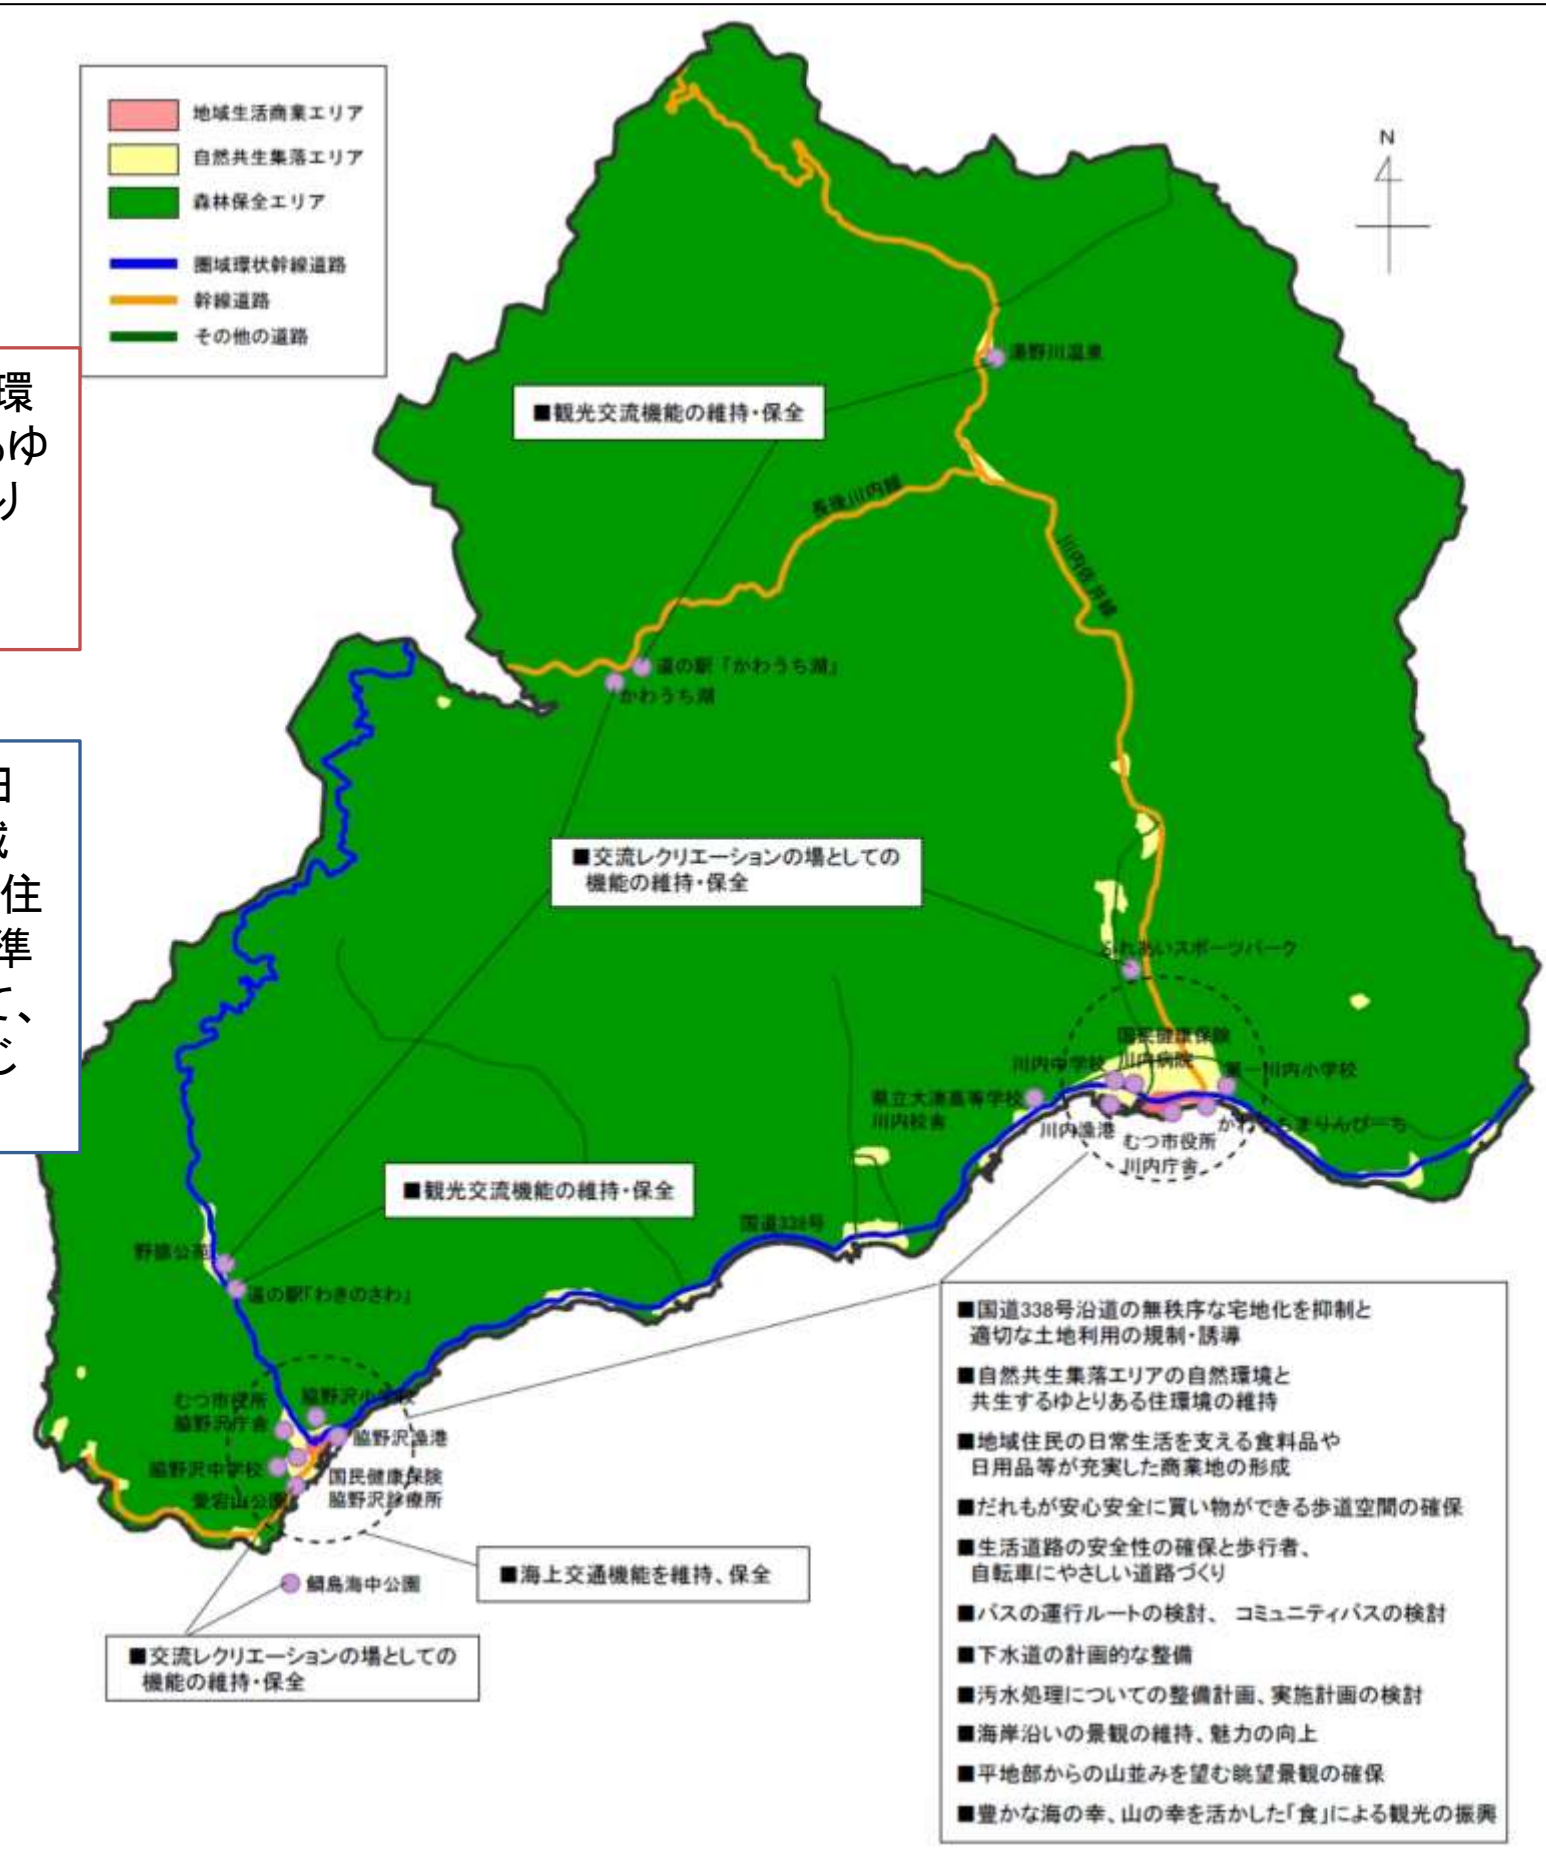 地域生活商業エリア
自然共生集落エリア
森林保全エリア
圏域環状幹線道路
幹線道路
その他の道路
N
環
ゆ
り
住
準
て、
じ
湯野川温泉
■観光交流機能の維持・保全
長後川内線
川内佐井線
道の駅「かわうち湖」
かわうち湖
■交流レクリエーションの場としての
機能の維持・保全
ふれあいスポーツパーク
国民健康保険
川内病院
川内中学校
第一川内小学校
県立大湊高等学校
川内校舎
川内漁港
かわうちまりんびーち
むつ市役所
川内庁舎
■観光交流機能の維持・保全
国道338号
野猿公苑
道の駅「わきのさわ」
むつ市役所
脇野沢庁舎
脇野沢小学校
脇野沢漁港
脇野沢中学校
国民健康保険
脇野沢診療所
愛宕山公園
■海上交通機能を維持、保全
鯛島海中公園
■交流レクリエーションの場としての
機能の維持・保全
■国道338号沿道の無秩序な宅地化を抑制と
適切な土地利用の規制・誘導
■自然共生集落エリアの自然環境と
共生するゆとりある住環境の維持
■地域住民の日常生活を支える食料品や
日用品等が充実した商業地の形成
■だれもが安心安全に買い物ができる歩道空間の確保
■生活道路の安全性の確保と歩行者、
自転車にやさしい道路づくり
■バスの運行ルートの検討、 コミュニティバスの検討
■下水道の計画的な整備
■汚水処理についての整備計画、実施計画の検討
■海岸沿いの景観の維持、魅力の向上
■平地部からの山並みを望む眺望景観の確保
■豊かな海の幸、山の幸を活かした「食」による観光の振興